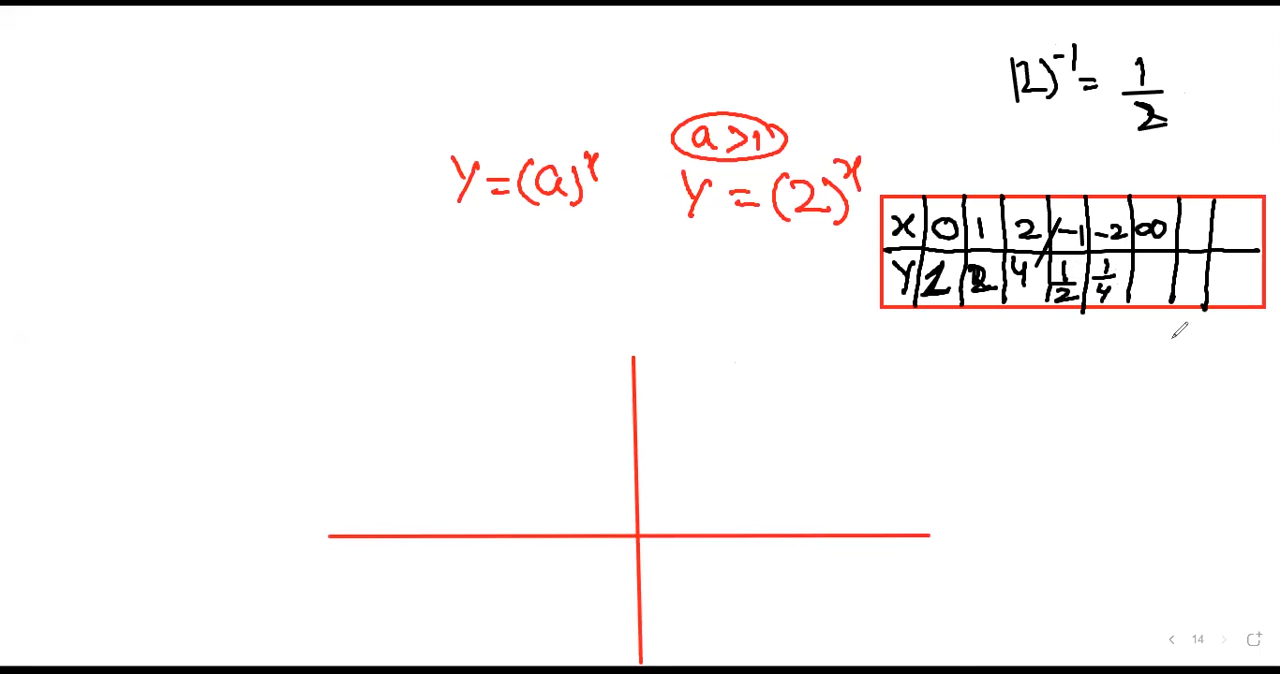 (2)^-1 = 1/2
a > 1
y = (a)^x
y = (2)^x
x 0 1 2 -1 -2 ∞
y 1 2 4 1/2 1/4
< 14 >